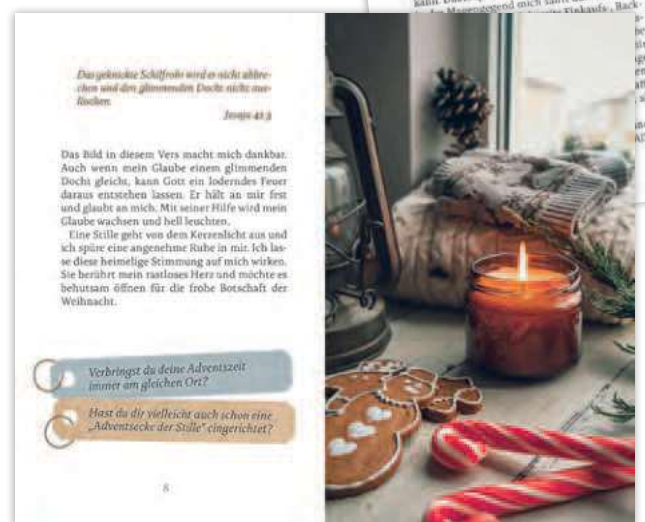 Das geknickte Schilfrohr wird er nicht abbre-
chen und den glimmenden Docht nicht aus-
löschen.
Jesaja 42,3
Das Bild in diesem Vers macht mich dankbar.
Auch wenn mein Glaube einem glimmenden
Docht gleicht, kann Gott ein loderndes Feuer
daraus entstehen lassen. Er hält an mir fest
und glaubt an mich. Mit seiner Hilfe wird mein
Glaube wachsen und hell leuchten.
Eine Stille geht von dem Kerzenlicht aus und
ich spüre eine angenehme Ruhe in mir. Ich las-
se diese heimelige Stimmung auf mich wirken.
Sie berührt mein rastloses Herz und möchte es
behutsam öffnen für die frohe Botschaft der
Weihnacht.
Verbringst du deine Adventszeit
immer am gleichen Ort?
Hast du dir vielleicht auch schon eine
„Adventsecke der Stille" eingerichtet?
8
Magengegend mich sanft
Einkaufs-, Back-